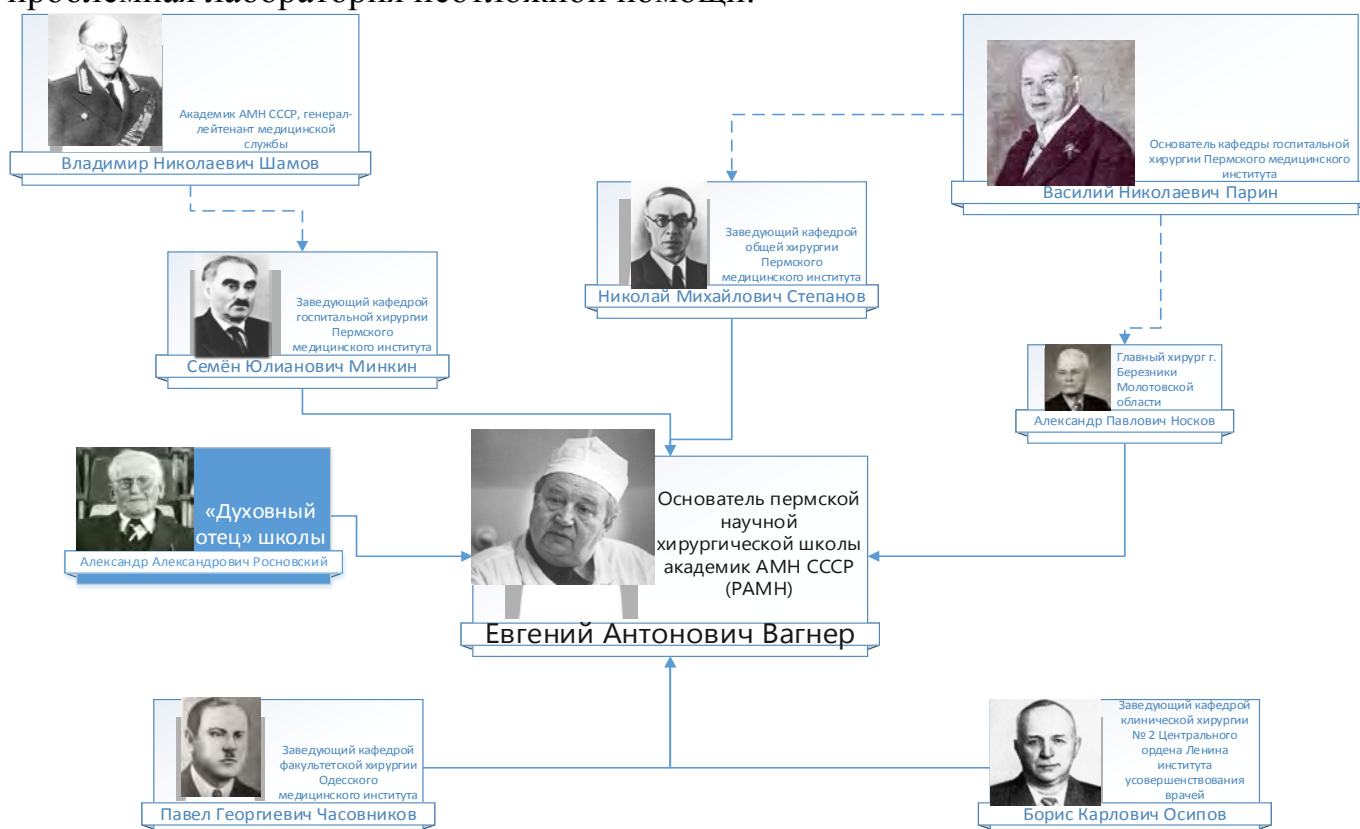 проблемная лаборатория неотложной помощи.
Академик АМН СССР, генерал-
лейтенант медицинской
службы
Владимир Николаевич Шамов
Основатель кафедры госпитальной
хирургии Пермского медицинского
института
Василий Николаевич Парин
Заведующий кафедрой
общей хирургии
Пермского
медицинского института
Николай Михайлович Степанов
Заведующий кафедрой
госпитальной хирургии
Пермского
медицинского института
Семён Юлианович Минкин
Главный хирург г.
Березники
Молотовской
области
Александр Павлович Носков
«Духовный
отец» школы
Александр Александрович Росновский
Основатель пермской
научной
хирургической школы
академик АМН СССР
(РАМН)
Евгений Антонович Вагнер
Заведующий кафедрой
факультетской хирургии
Одесского
медицинского института
Павел Георгиевич Часовников
Заведующий кафедрой
клинической хирургии
№ 2 Центрального
ордена Ленина
института
усовершенствования
врачей
Борис Карлович Осипов